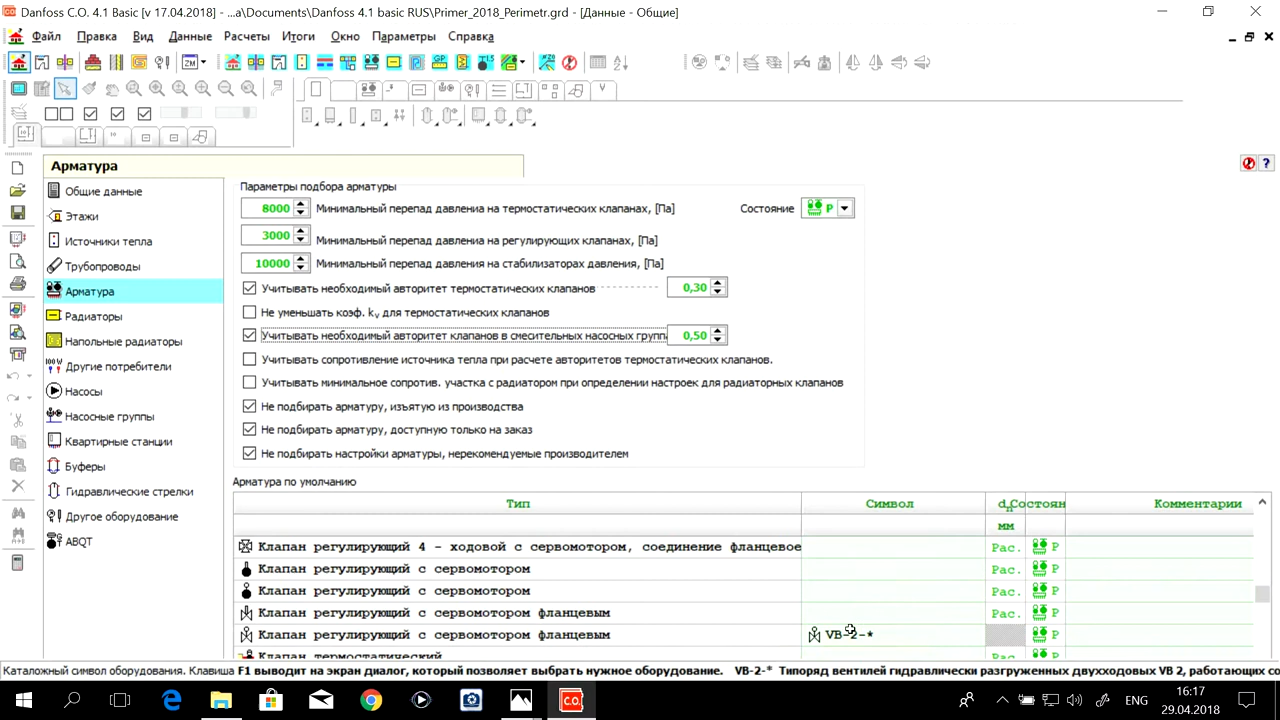 Danfoss C.O. 4.1 Basic [v 17.04.2018] - ...a\Documents\Danfoss 4.1 basic RUS\Primer_2018_Perimetr.grd - [Данные - Общие]
Файл Правка Вид Данные Расчеты Итоги Окно Параметры Справка
Арматура
Общие данные
Этажи
Источники тепла
Трубопроводы
Арматура
Радиаторы
Напольные радиаторы
Другие потребители
Насосы
Насосные группы
Квартирные станции
Буферы
Гидравлические стрелки
Другое оборудование
ABQT
Параметры подбора арматуры
8000 Минимальный перепад давления на термостатических клапанах, [Па] Состояние Р
3000 Минимальный перепад давления на регулирующих клапанах, [Па]
10000 Минимальный перепад давления на стабилизаторах давления, [Па]
Учитывать необходимый авторитет термостатических клапанов 0,30
Не уменьшать коэф. kv для термостатических клапанов
Учитывать необходимый авторитет клапанов в смесительных насосных групп 0,50
Учитывать сопротивление источника тепла при расчете авторитетов термостатических клапанов.
Учитывать минимальное сопротив. участка с радиатором при определении настроек для радиаторных клапанов
Не подбирать арматуру, изъятую из производства
Не подбирать арматуру, доступную только на заказ
Не подбирать настройки арматуры, нерекомендуемые производителем
Арматура по умолчанию
Тип Символ dn Состоян Комментарии
мм
Клапан регулирующий 4 - ходовой с сервомотором, соединение фланцевое Рас. Р
Клапан регулирующий с сервомотором Рас. Р
Клапан регулирующий с сервомотором Рас. Р
Клапан регулирующий с сервомотором фланцевым Рас. Р
Клапан регулирующий с сервомотором фланцевым VB-2-* Р
Клапан термостатический Рас. Р
Каталожный символ оборудования. Клавиша F1 выводит на экран диалог, который позволяет выбрать нужное оборудование. VB-2-* Типоряд вентилей гидравлически разгруженных двухходовых VB 2, работающих со
C.O.
ENG
16:17
29.04.2018